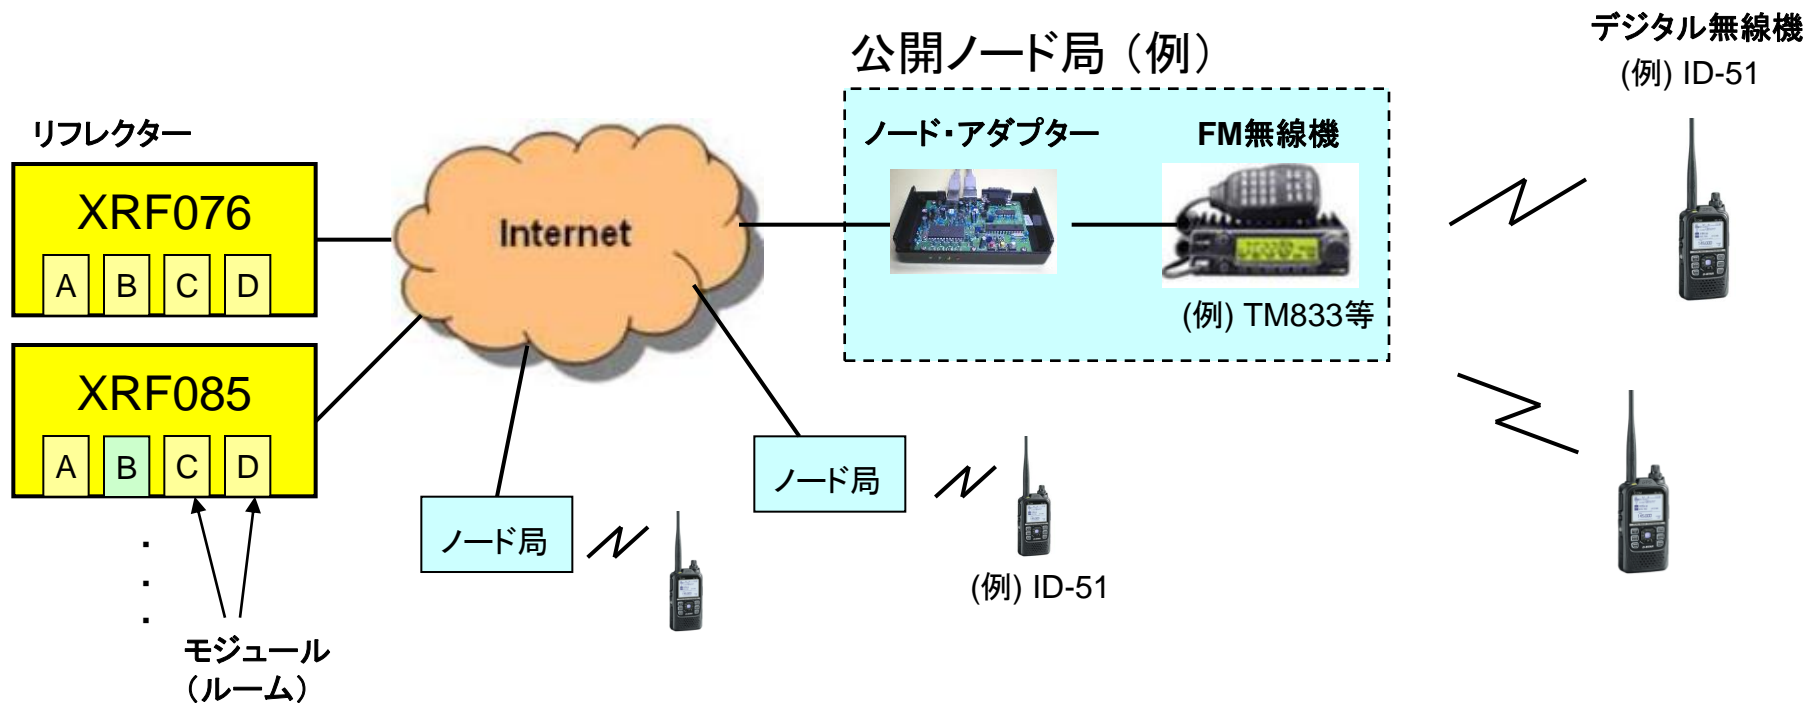 デジタル無線機
(例) ID-51
公開ノード局（例）
リフレクター
ノード・アダプター
FM無線機
XRF076
A B C D
Internet
(例) TM833等
XRF085
A B C D
ノード局
ノード局
(例) ID-51
・
・
・
モジュール
（ルーム）